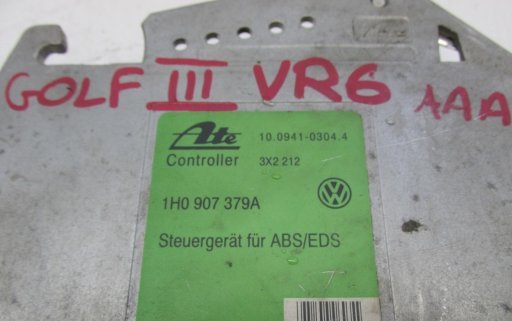 GOLF III VR6 AAA
Ate 10.0941-0304.4
Controller 3X2 212
1H0 907 379A
Steuergerät für ABS/EDS